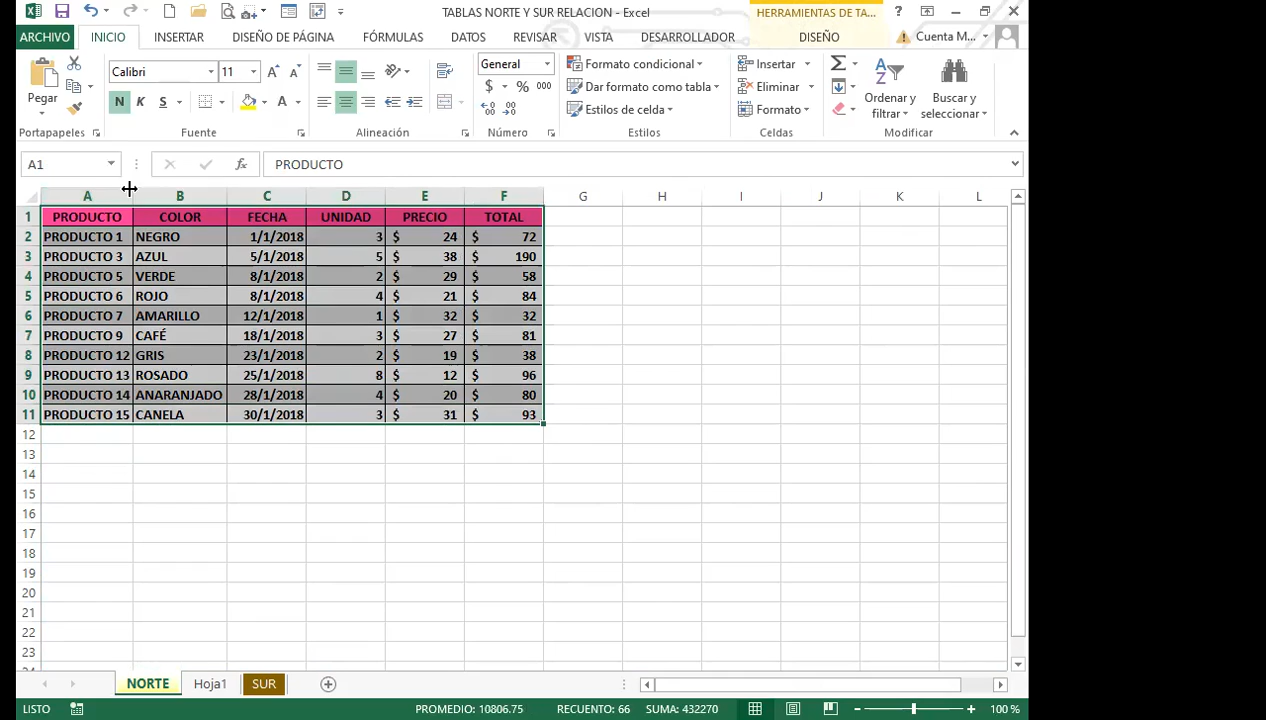 TABLAS NORTE Y SUR RELACION - Excel
HERRAMIENTAS DE TA...
?
ARCHIVO INICIO INSERTAR DISEÑO DE PÁGINA FÓRMULAS DATOS REVISAR VISTA DESARROLLADOR DISEÑO Cuenta M...
Pegar
Calibri 11
N K S A
General
$ % 000
Formato condicional
Dar formato como tabla
Estilos de celda
Insertar
Eliminar
Formato
Ordenar y filtrar
Buscar y seleccionar
Portapapeles Fuente Alineación Número Estilos Celdas Modificar
A1 fx PRODUCTO
A B C D E F G H I J K L
1 PRODUCTO COLOR FECHA UNIDAD PRECIO TOTAL
2 PRODUCTO 1 NEGRO 1/1/2018 3 $ 24 $ 72
3 PRODUCTO 3 AZUL 5/1/2018 5 $ 38 $ 190
4 PRODUCTO 5 VERDE 8/1/2018 2 $ 29 $ 58
5 PRODUCTO 6 ROJO 8/1/2018 4 $ 21 $ 84
6 PRODUCTO 7 AMARILLO 12/1/2018 1 $ 32 $ 32
7 PRODUCTO 9 CAFÉ 18/1/2018 3 $ 27 $ 81
8 PRODUCTO 12 GRIS 23/1/2018 2 $ 19 $ 38
9 PRODUCTO 13 ROSADO 25/1/2018 8 $ 12 $ 96
10 PRODUCTO 14 ANARANJADO 28/1/2018 4 $ 20 $ 80
11 PRODUCTO 15 CANELA 30/1/2018 3 $ 31 $ 93
12
13
14
15
16
17
18
19
20
21
22
23
NORTE Hoja1 SUR
LISTO PROMEDIO: 10806.75 RECUENTO: 66 SUMA: 432270 100 %